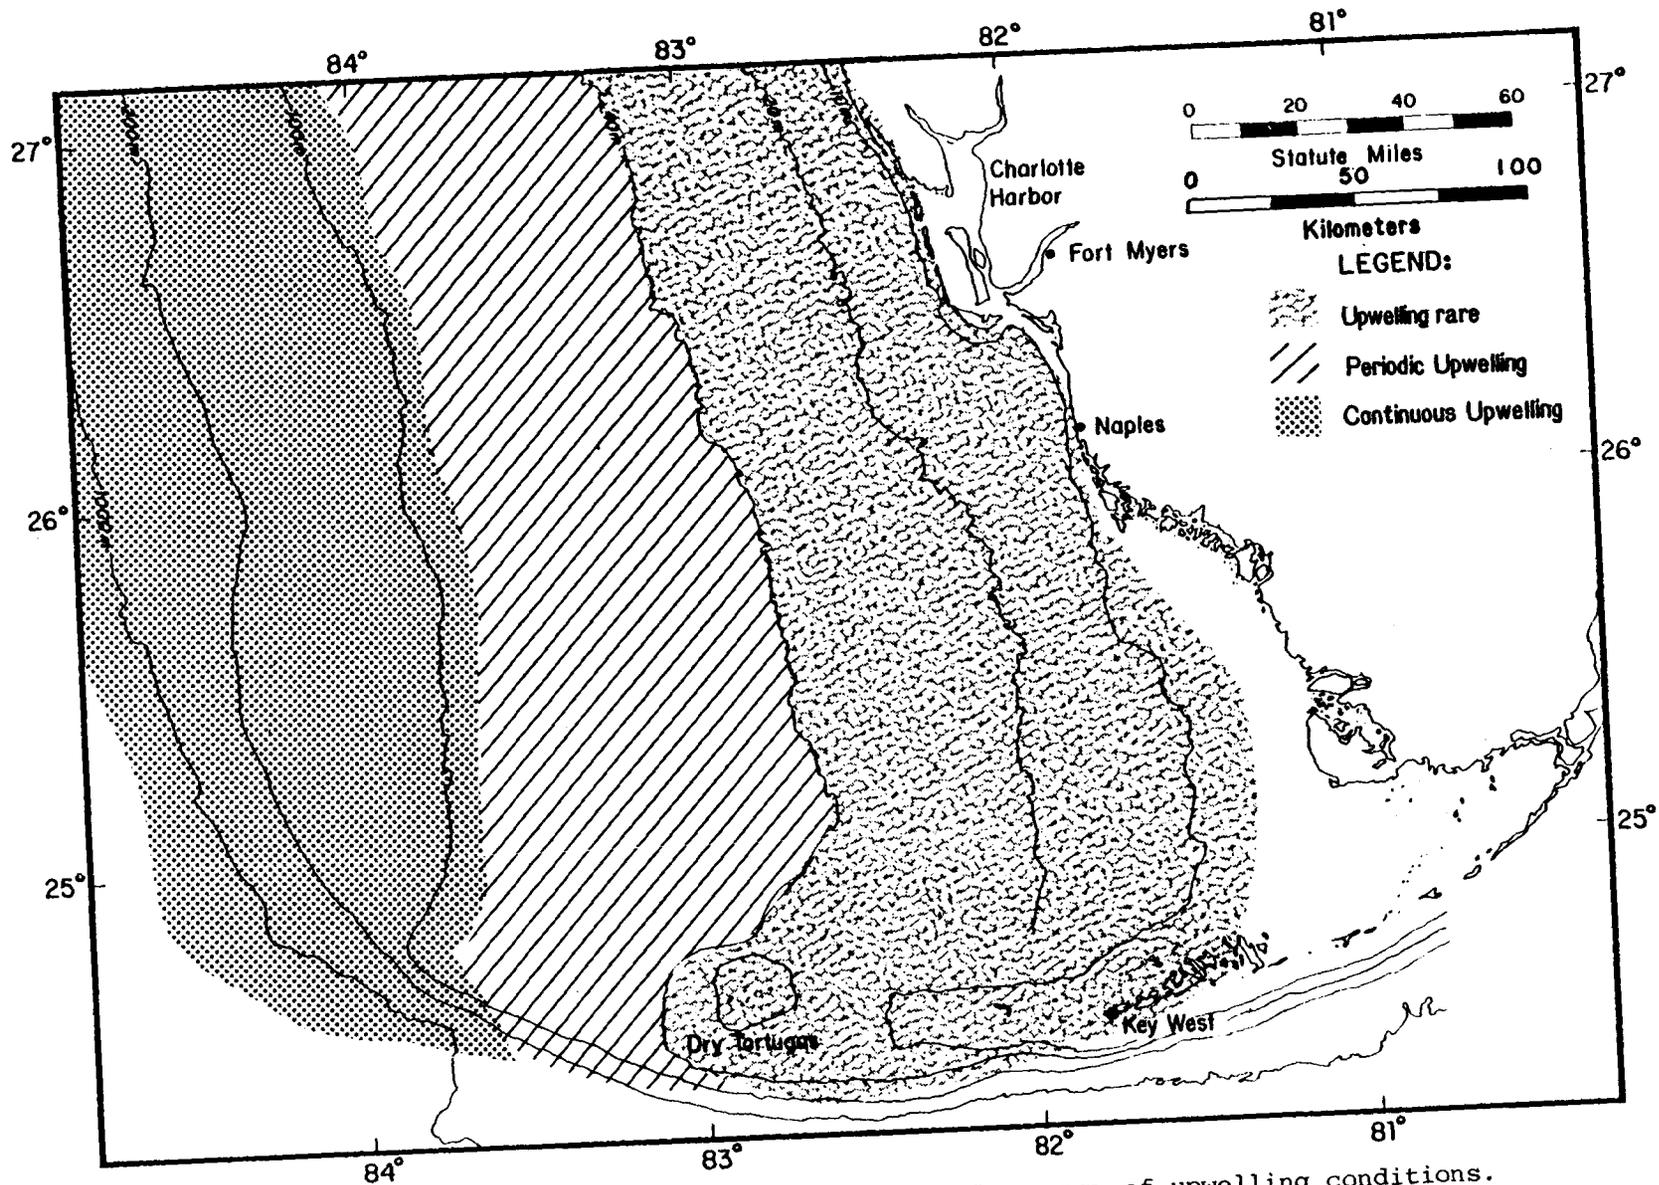 84°
83°
82°
81°
27°
26°
25°
27°
26°
25°
84°
83°
82°
81°
0 20 40 60
Statute Miles
0 50 100
Kilometers
LEGEND:
Upwelling rare
Periodic Upwelling
Continuous Upwelling
Charlotte
Harbor
Fort Myers
Naples
Key West
Dry Tortugas
of upwelling conditions.